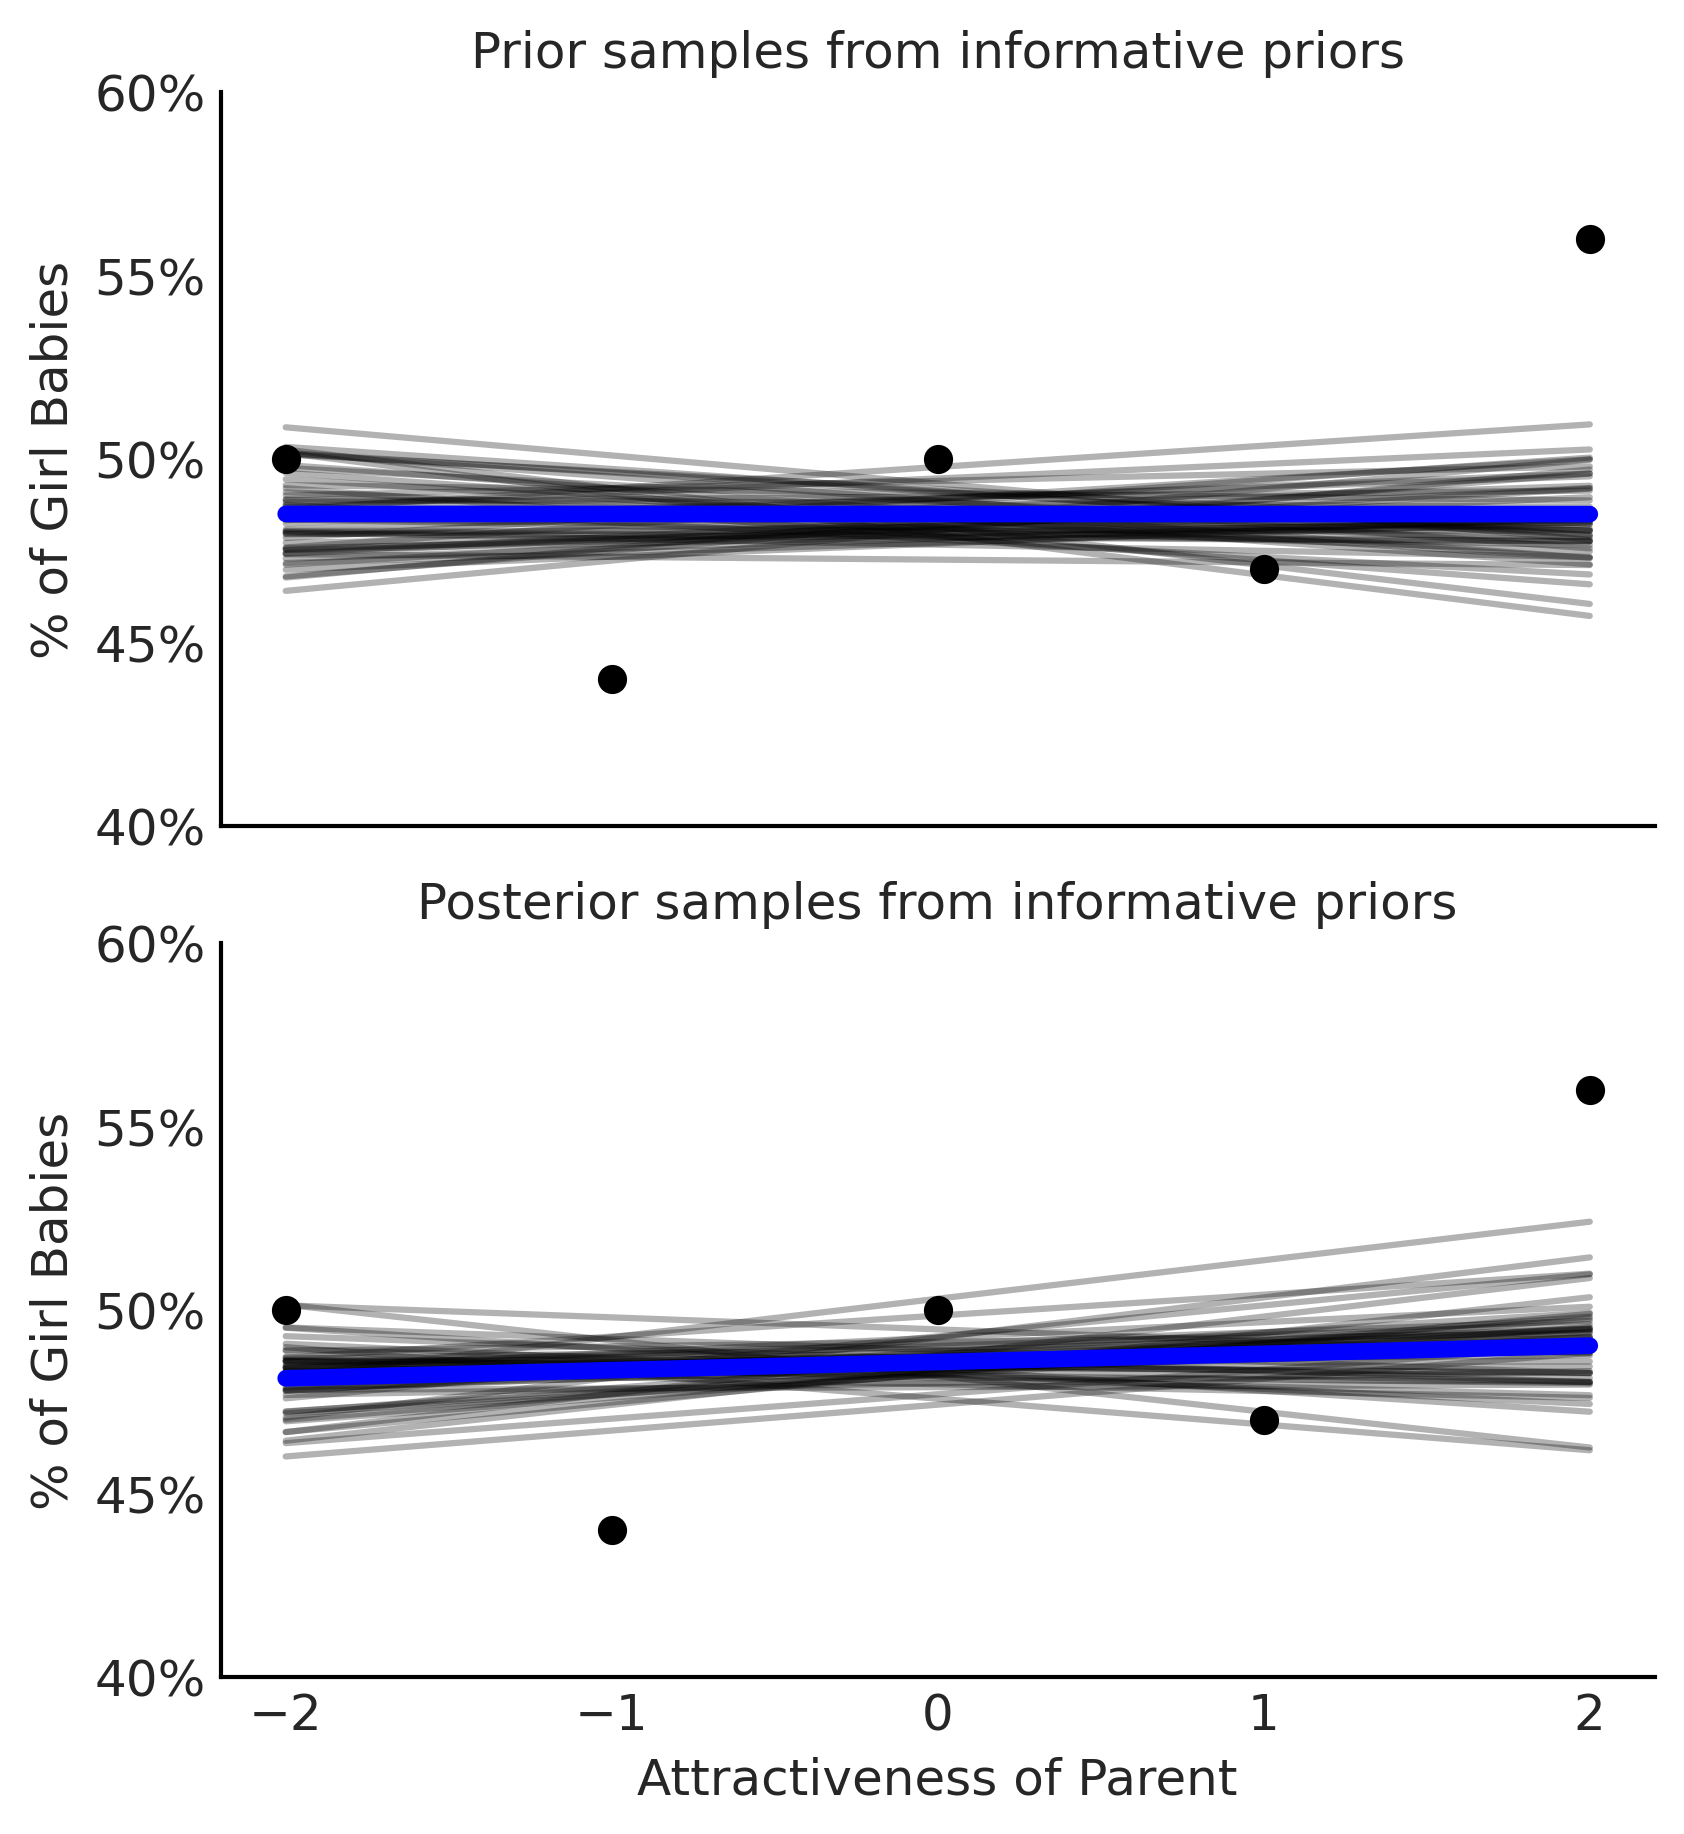 Prior samples from informative priors
60%
55%
50%
45%
40%
% of Girl Babies
Posterior samples from informative priors
60%
55%
50%
45%
40%
% of Girl Babies
−2 −1 0 1 2
Attractiveness of Parent